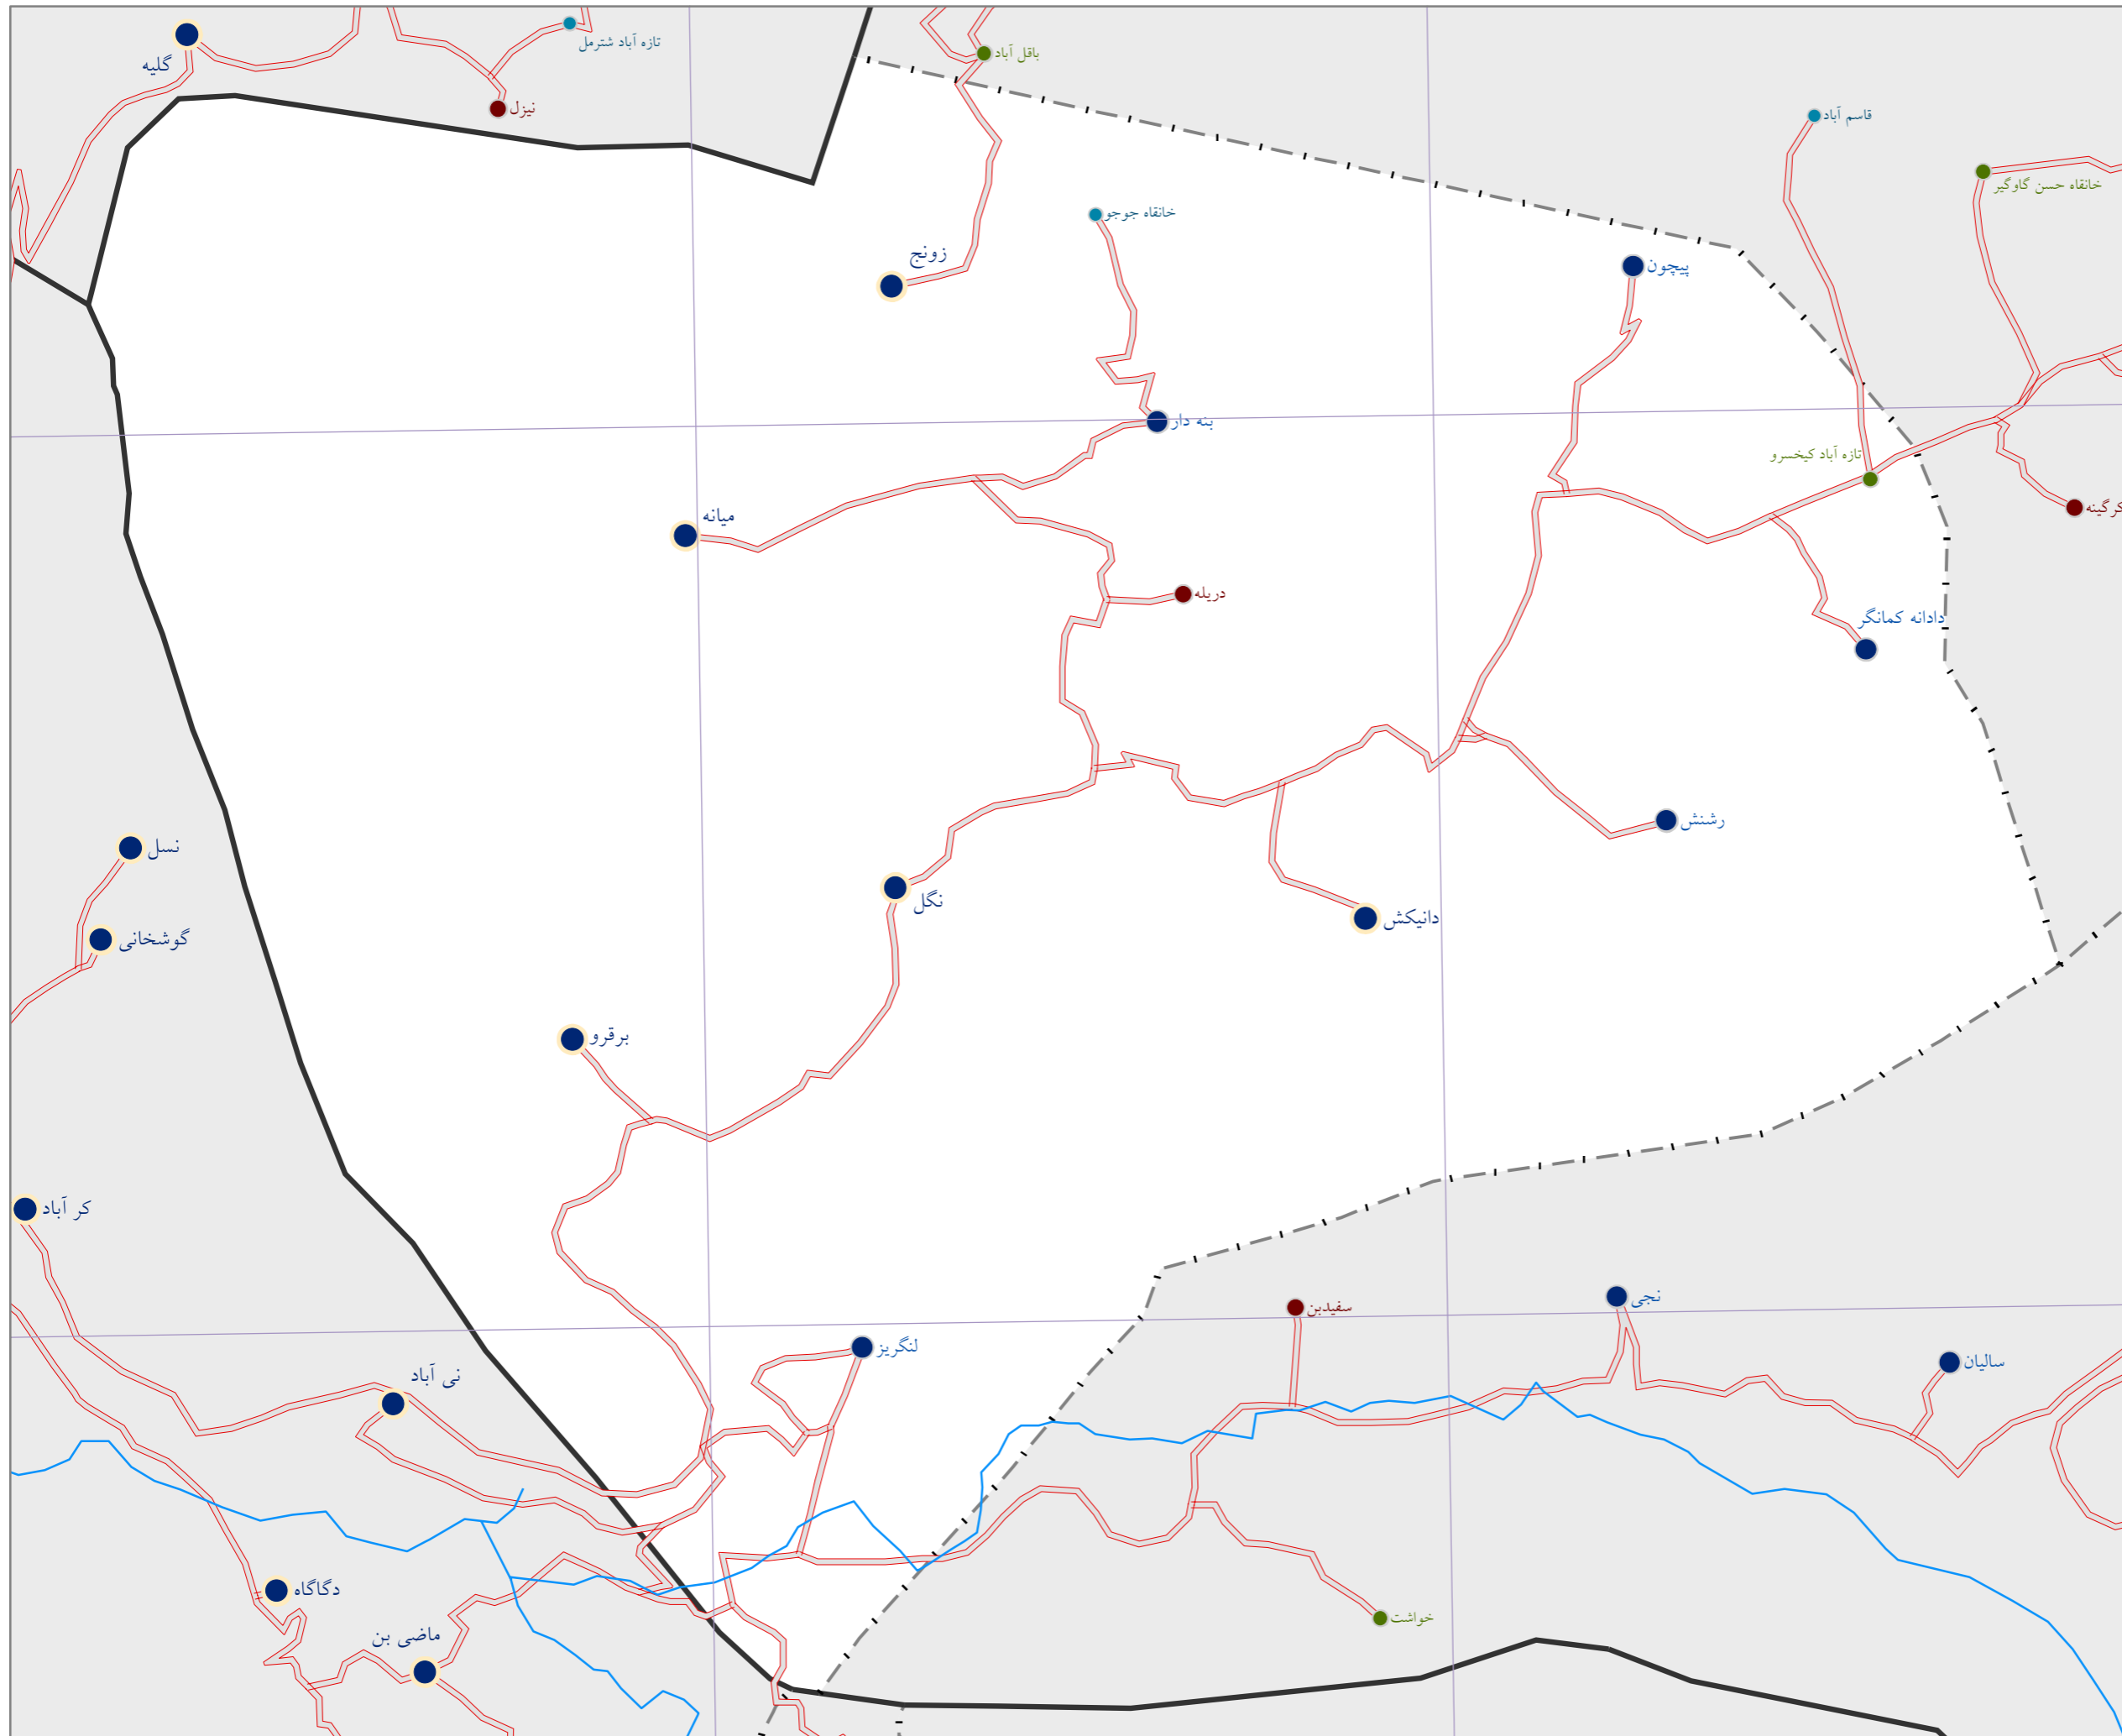 تازه آباد شترمل
باقل آباد
گلیه
نیزل
قاسم آباد
خانقاه حسن گاوگیر
خانقاه جوجو
زونج
پیچون
بنه دار
تازه آباد کیخسرو
کرگینه
میانه
دریله
دادانه کمانگر
رشنش
نسل
نگل
دانیکش
گوشخانی
برقرو
کر آباد
نجی
سفیدبن
لنگریز
سالیان
نی آباد
دگاگاه
خواشت
ماضی بن